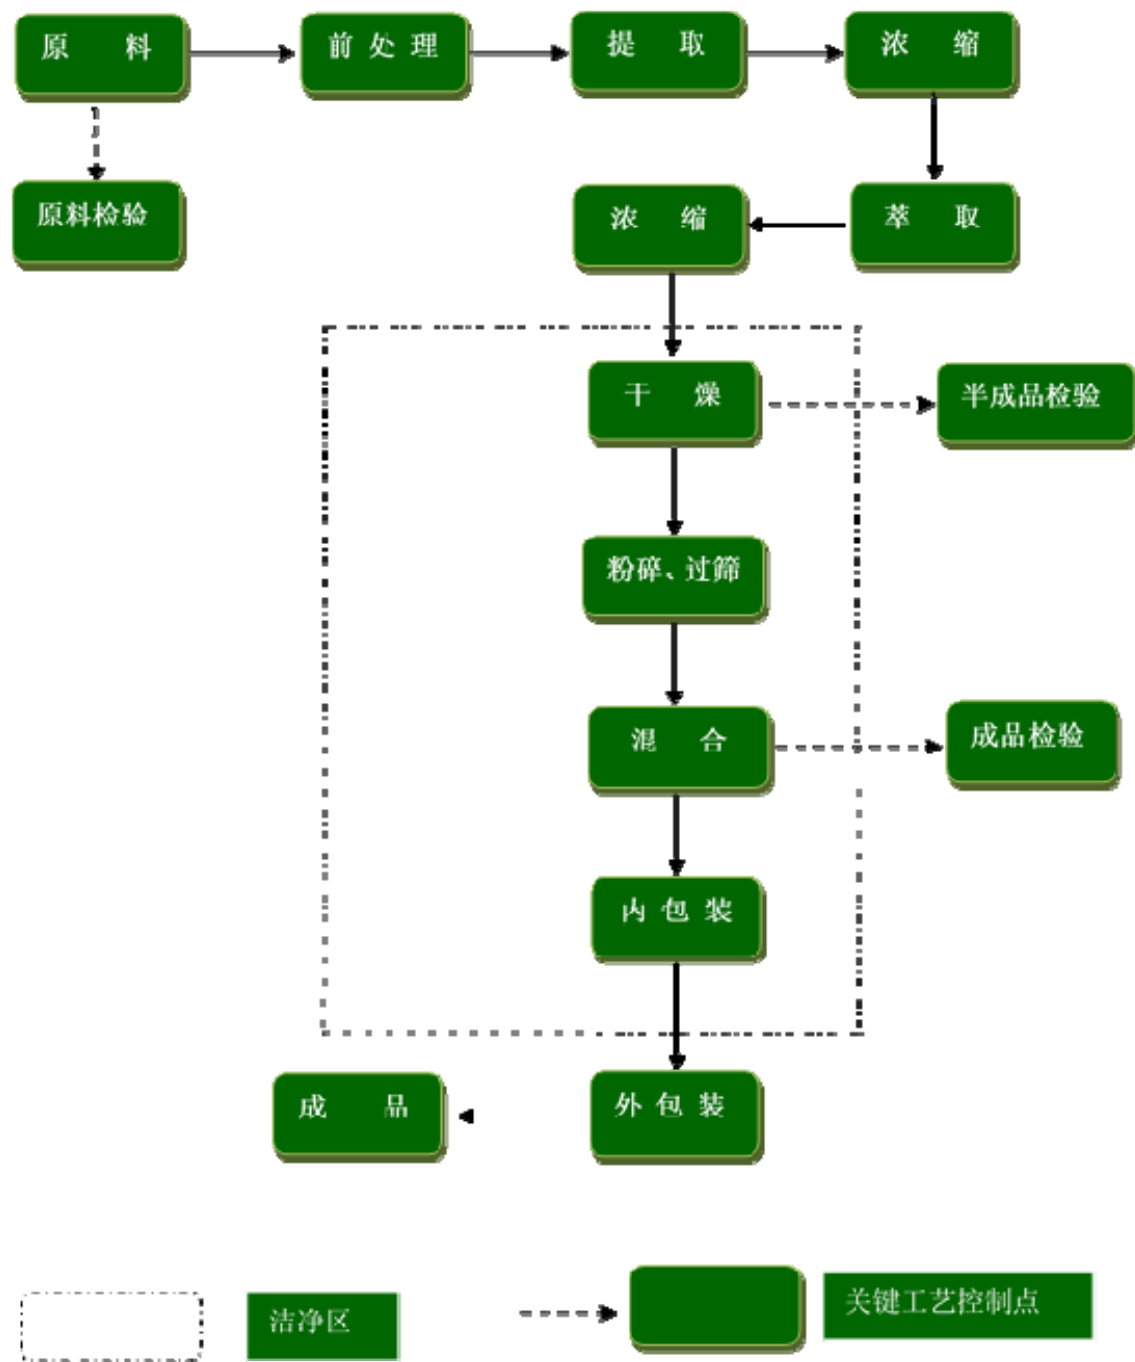 原 料
前 处 理
提 取
浓 缩
原料检验
浓 缩
萃 取
干 燥
半成品检验
粉碎、过筛
混 合
成品检验
内 包 装
成 品
外 包 装
洁净区
关键工艺控制点